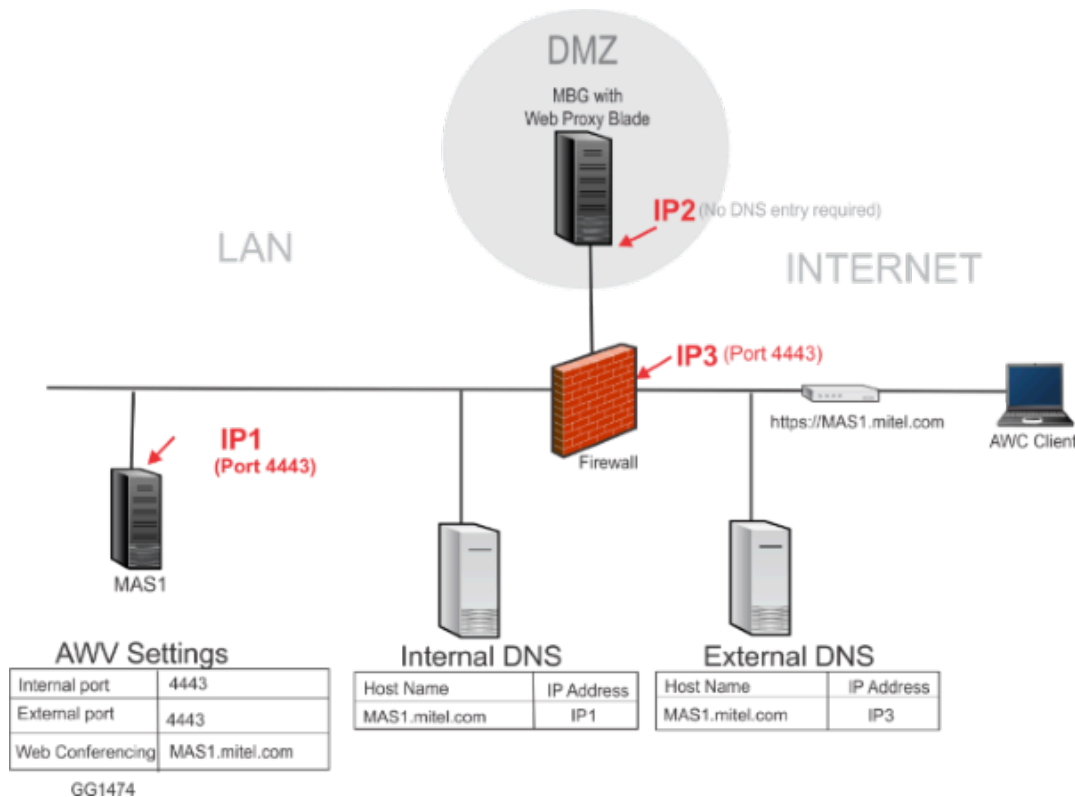 DMZ
MBG with
Web Proxy Blade
IP2 (No DNS entry required)
LAN
INTERNET
IP3 (Port 4443)
IP1
(Port 4443)
Firewall
https://MAS1.mitel.com
AWC Client
MAS1
AWV Settings
Internal port 4443
External port 4443
Web Conferencing MAS1.mitel.com
GG1474
Internal DNS
Host Name IP Address
MAS1.mitel.com IP1
External DNS
Host Name IP Address
MAS1.mitel.com IP3